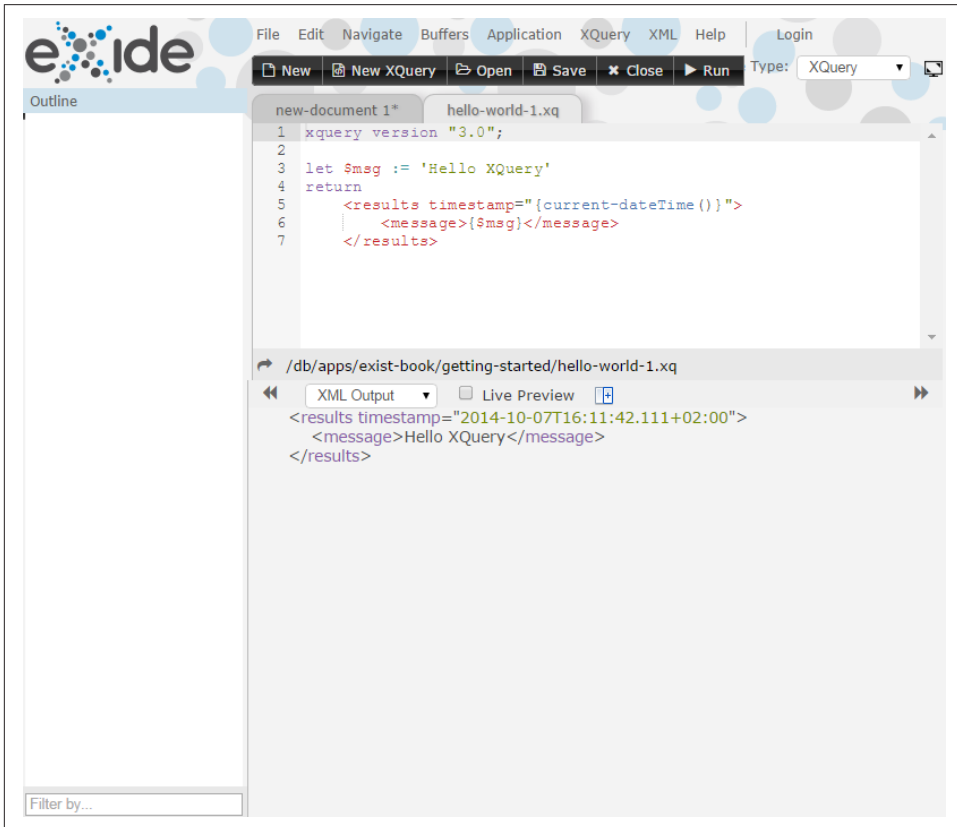 eXide
File Edit Navigate Buffers Application XQuery XML Help Login
New New XQuery Open Save Close Run Type: XQuery
Outline
new-document 1* hello-world-1.xq
1 xquery version "3.0";
2
3 let $msg := 'Hello XQuery'
4 return
5 <results timestamp="{current-dateTime()}">
6 <message>{$msg}</message>
7 </results>
/db/apps/exist-book/getting-started/hello-world-1.xq
XML Output Live Preview
<results timestamp="2014-10-07T16:11:42.111+02:00">
<message>Hello XQuery</message>
</results>
Filter by...